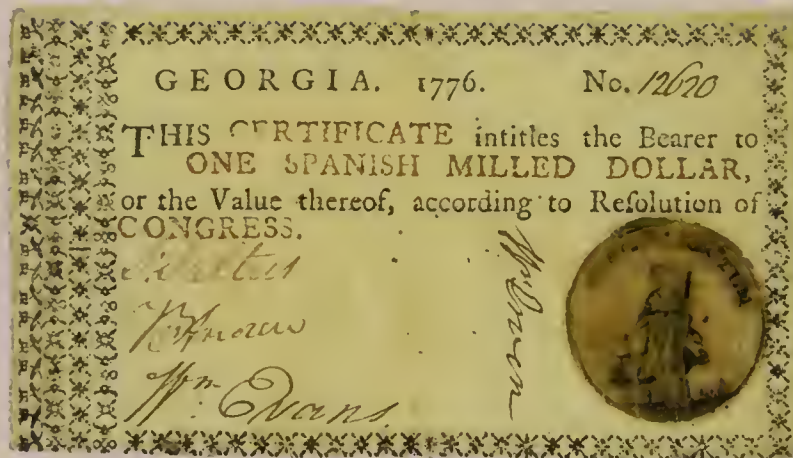 GEORGIA. 1776. No. 12620
THIS CERTIFICATE intitles the Bearer to
ONE SPANISH MILLED DOLLAR,
or the Value thereof, according to Reſolution of
CONGRESS.
Wm. Evans.